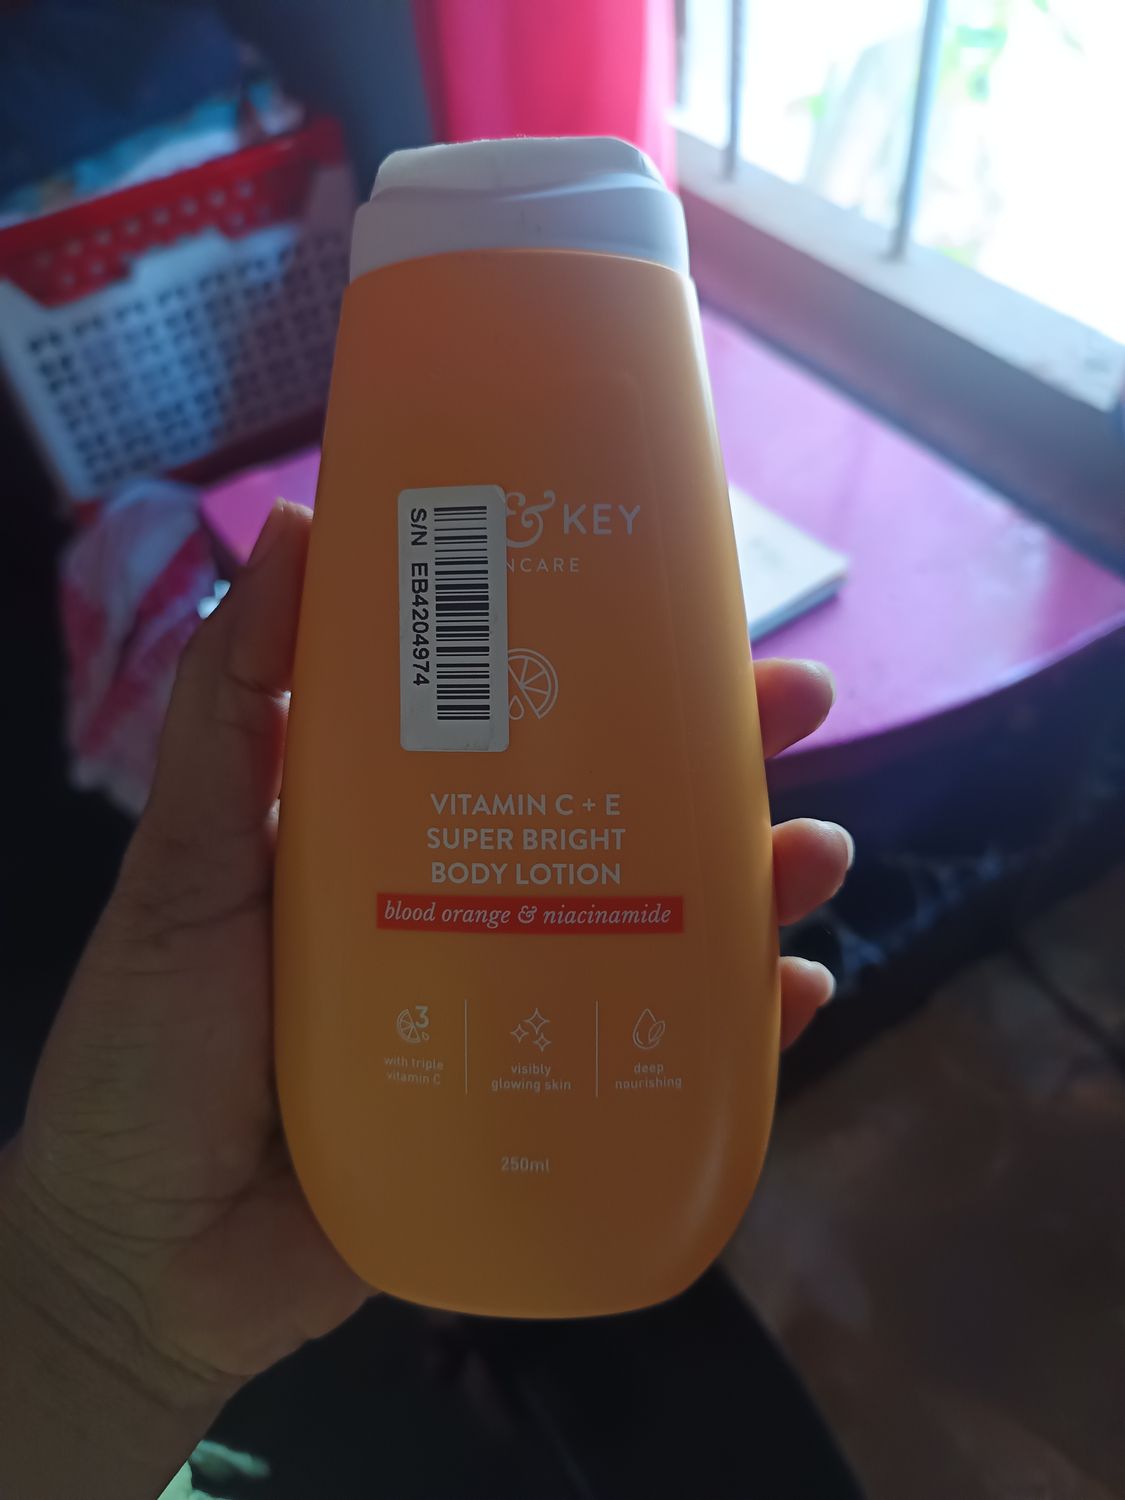 & KEY
NCARE
S/N EB4204974
VITAMIN C + E
SUPER BRIGHT
BODY LOTION
blood orange & niacinamide
3
with triple
vitamin C
visibly
glowing skin
deep
nourishing
250ml